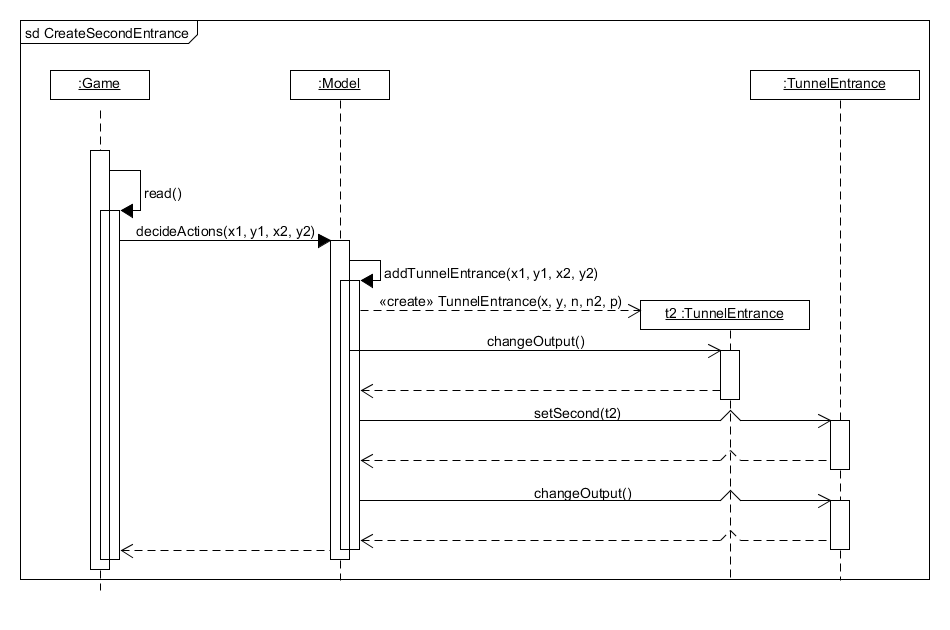 sd CreateSecondEntrance
:Game
:Model
:TunnelEntrance
read()
decideActions(x1, y1, x2, y2)
addTunnelEntrance(x1, y1, x2, y2)
«create» TunnelEntrance(x, y, n, n2, p)
t2 :TunnelEntrance
changeOutput()
setSecond(t2)
changeOutput()